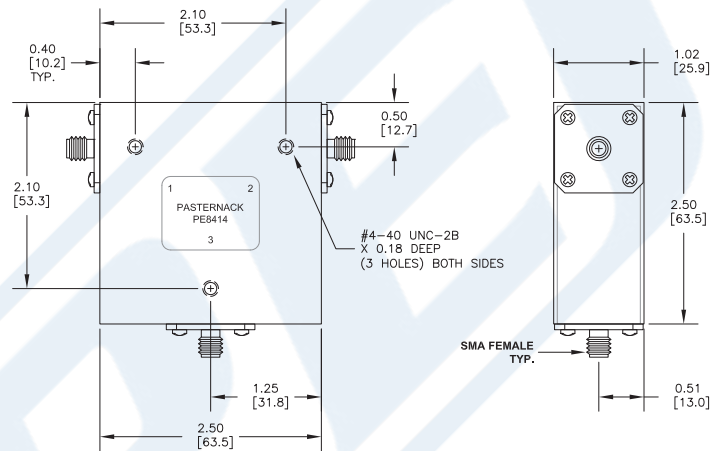 2.10
[53.3]
0.40
[10.2]
TYP.
1.02
[25.9]
0.50
[12.7]
2.10
[53.3]
1 2
PASTERNACK
PE8414
3
#4-40 UNC-2B
X 0.18 DEEP
(3 HOLES) BOTH SIDES
2.50
[63.5]
SMA FEMALE
TYP.
1.25
[31.8]
0.51
[13.0]
2.50
[63.5]